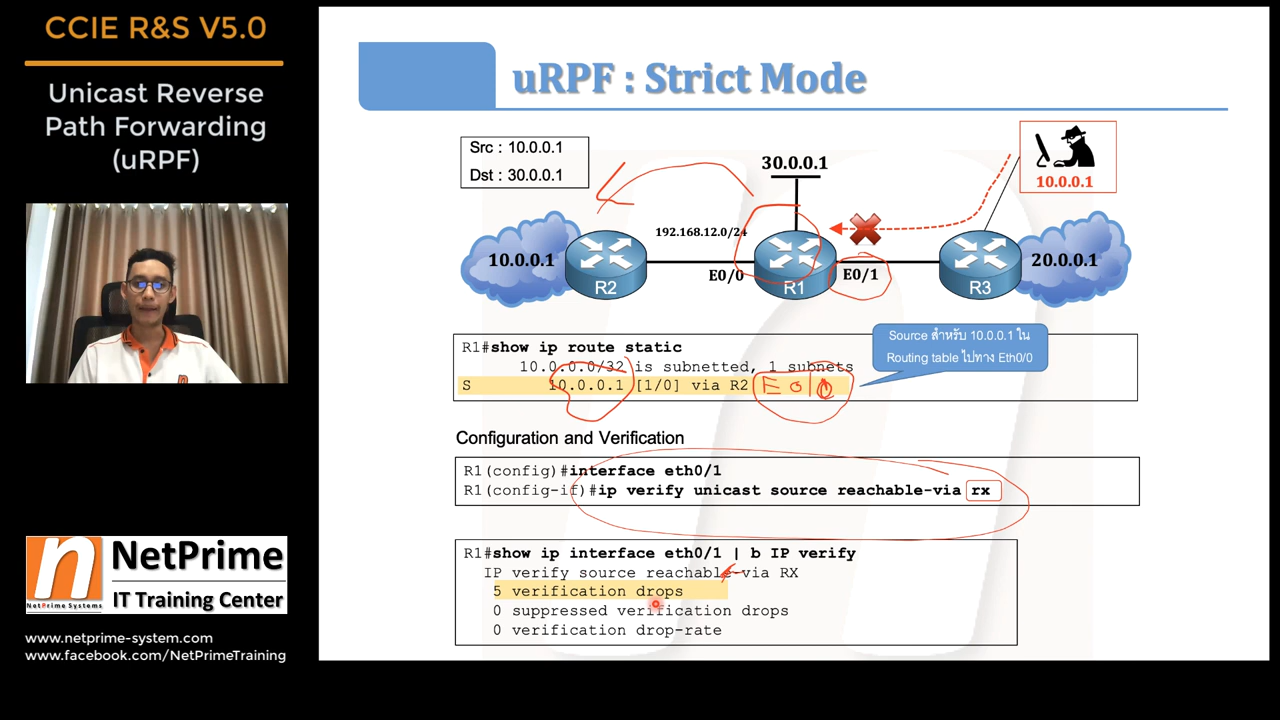 CCIE R&S V5.0
Unicast Reverse
Path Forwarding
(uRPF)
n
NetPrime Systems
NetPrime
IT Training Center
www.netprime-system.com
www.facebook.com/NetPrimeTraining
uRPF : Strict Mode
Src : 10.0.0.1
Dst : 30.0.0.1
30.0.0.1
10.0.0.1
192.168.12.0/24
10.0.0.1
R2
E0/0
R1
E0/1
R3
20.0.0.1
Source สำหรับ 10.0.0.1 ใน
Routing table ไปทาง Eth0/0
R1#show ip route static
10.0.0.0/32 is subnetted, 1 subnets
S 10.0.0.1 [1/0] via R2 E0/0
Configuration and Verification
R1(config)#interface eth0/1
R1(config-if)#ip verify unicast source reachable-via rx
R1#show ip interface eth0/1 | b IP verify
IP verify source reachable-via RX
5 verification drops
0 suppressed verification drops
0 verification drop-rate